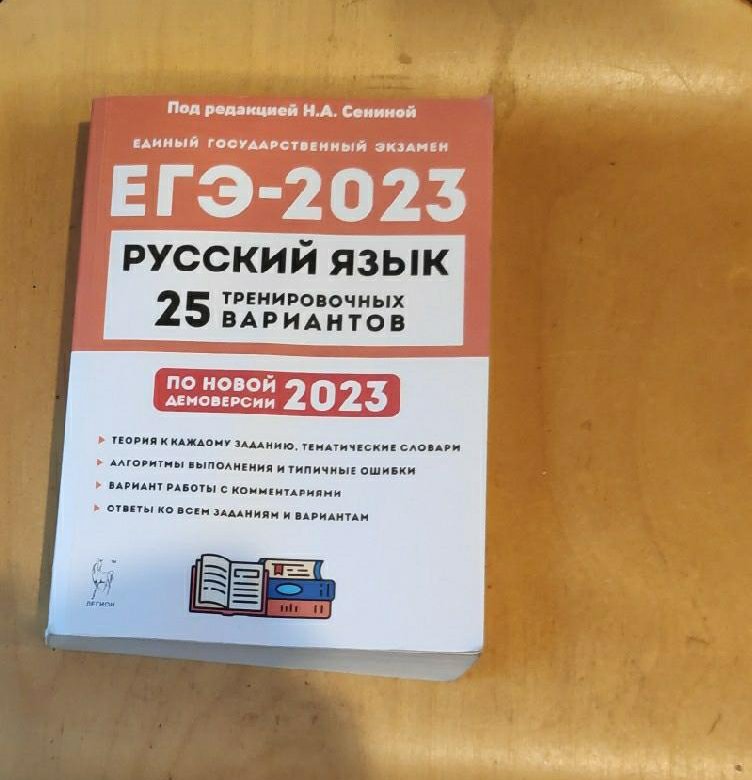 Под редакцией Н.А. Сениной
ЕДИНЫЙ ГОСУДАРСТВЕННЫЙ ЭКЗАМЕН
ЕГЭ-2023
РУССКИЙ ЯЗЫК
25 ТРЕНИРОВОЧНЫХ
ВАРИАНТОВ
ПО НОВОЙ
ДЕМОВЕРСИИ 2023
ТЕОРИЯ К КАЖДОМУ ЗАДАНИЮ, ТЕМАТИЧЕСКИЕ СЛОВАРИ
АЛГОРИТМЫ ВЫПОЛНЕНИЯ И ТИПИЧНЫЕ ОШИБКИ
ВАРИАНТ РАБОТЫ С КОММЕНТАРИЯМИ
ОТВЕТЫ КО ВСЕМ ЗАДАНИЯМ И ВАРИАНТАМ
ЛЕГИОН